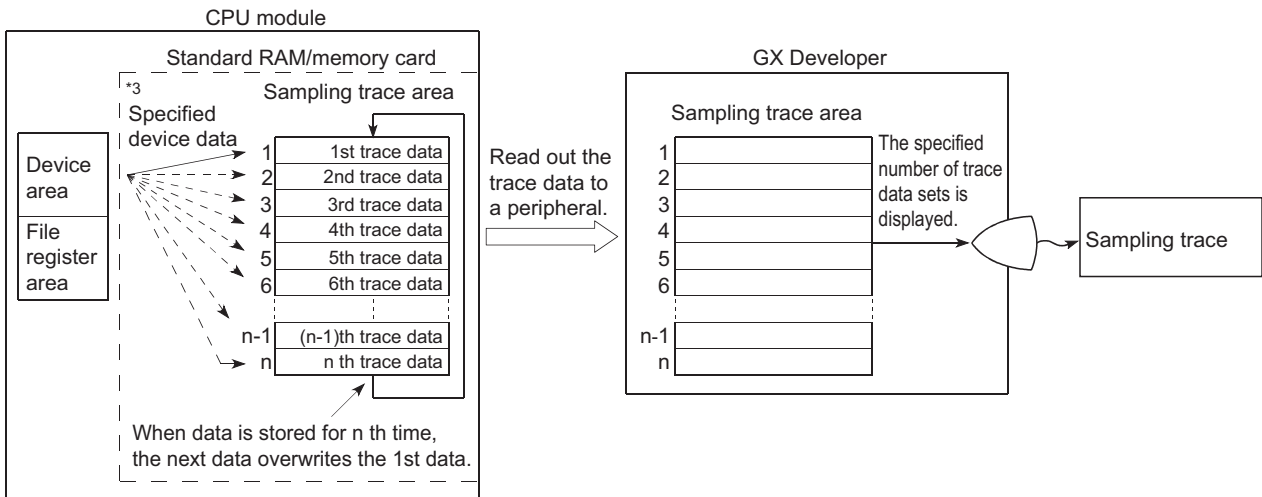 CPU module
Standard RAM/memory card
*3
Specified
device data
Sampling trace area
Device
area
File
register
area
1 1st trace data
2 2nd trace data
3 3rd trace data
4 4th trace data
5 5th trace data
6 6th trace data
n-1 (n-1)th trace data
n n th trace data
When data is stored for n th time,
the next data overwrites the 1st data.
Read out the
trace data to
a peripheral.
GX Developer
Sampling trace area
1
2
3
4
5
6
n-1
n
The specified
number of trace
data sets is
displayed.
Sampling trace